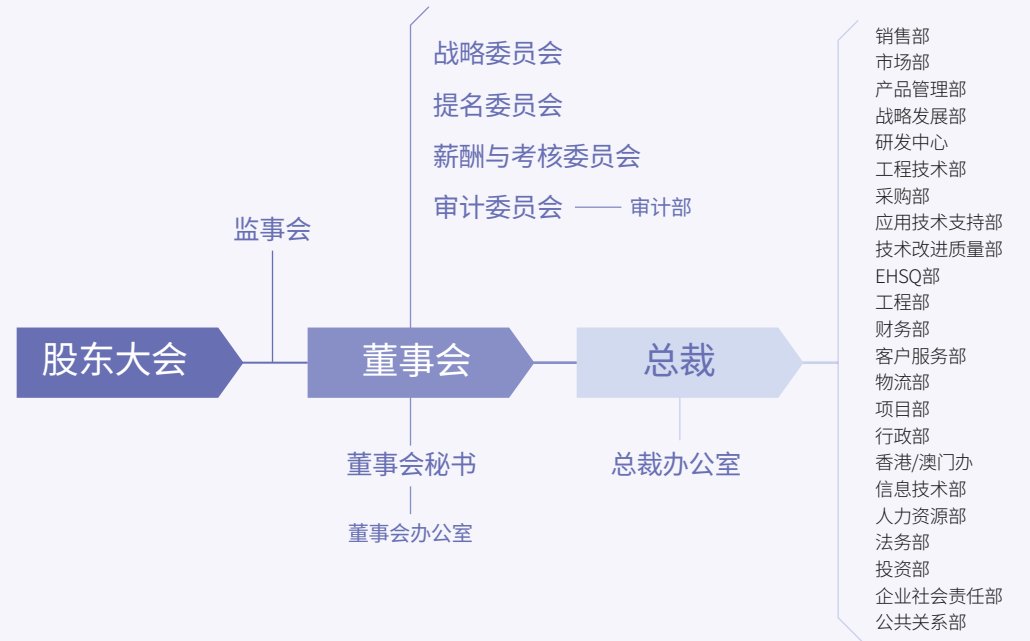 战略委员会
提名委员会
薪酬与考核委员会
审计委员会 审计部
监事会
股东大会
董事会
总裁
董事会秘书
董事会办公室
总裁办公室
销售部
市场部
产品管理部
战略发展部
研发中心
工程技术部
采购部
应用技术支持部
技术改进质量部
EHSQ部
工程部
财务部
客户服务部
物流部
项目部
行政部
香港/澳门办
信息技术部
人力资源部
法务部
投资部
企业社会责任部
公共关系部